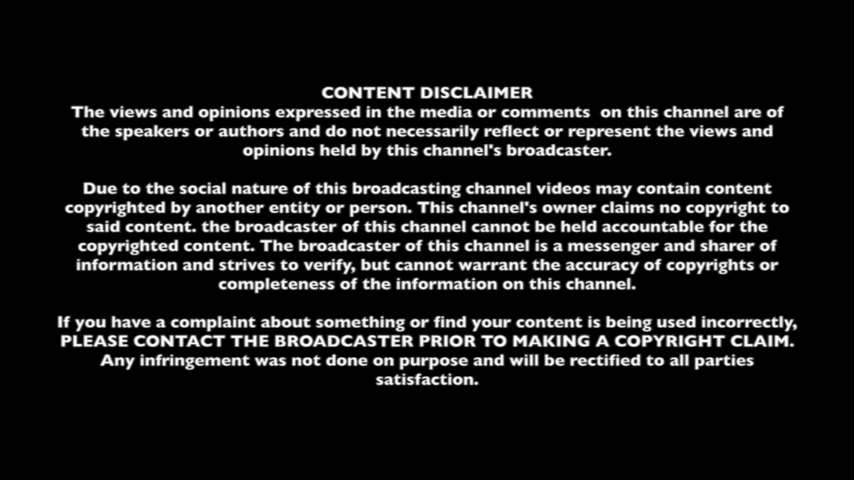 CONTENT DISCLAIMER
The views and opinions expressed in the media or comments on this channel are of
the speakers or authors and do not necessarily reflect or represent the views and
opinions held by this channel's broadcaster.
Due to the social nature of this broadcasting channel videos may contain content
copyrighted by another entity or person. This channel's owner claims no copyright to
said content. the broadcaster of this channel cannot be held accountable for the
copyrighted content. The broadcaster of this channel is a messenger and sharer of
information and strives to verify, but cannot warrant the accuracy of copyrights or
completeness of the information on this channel.
If you have a complaint about something or find your content is being used incorrectly,
PLEASE CONTACT THE BROADCASTER PRIOR TO MAKING A COPYRIGHT CLAIM.
Any infringement was not done on purpose and will be rectified to all parties
satisfaction.